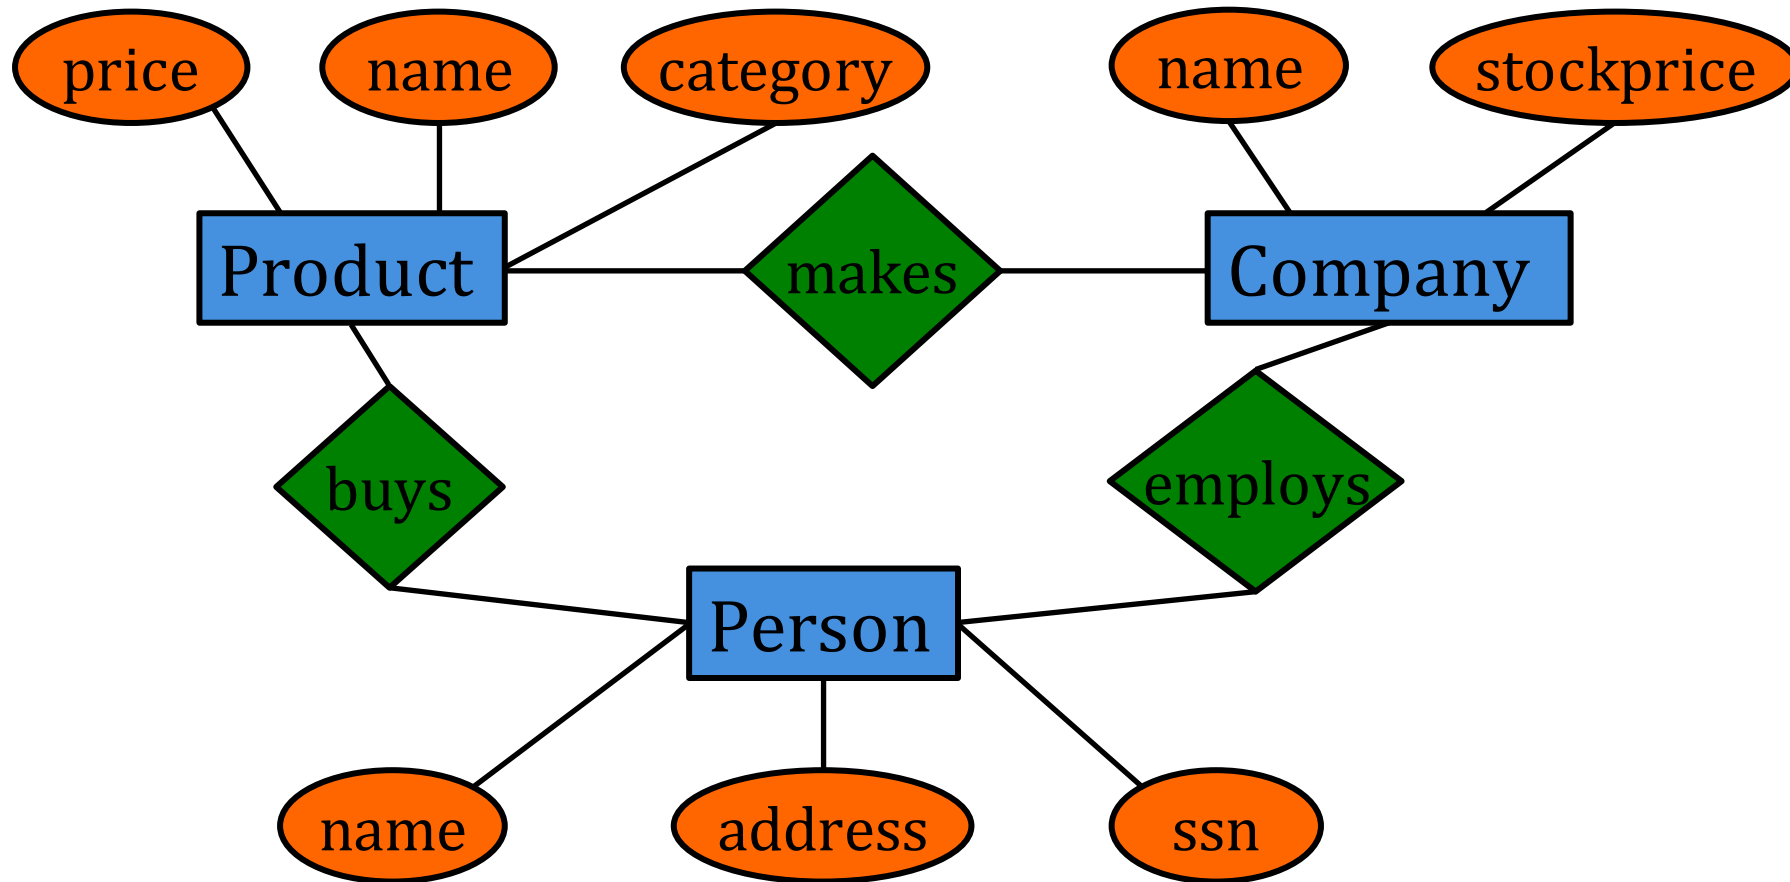 price
name
category
name
stockprice
Product
makes
Company
buys
employs
Person
name
address
ssn